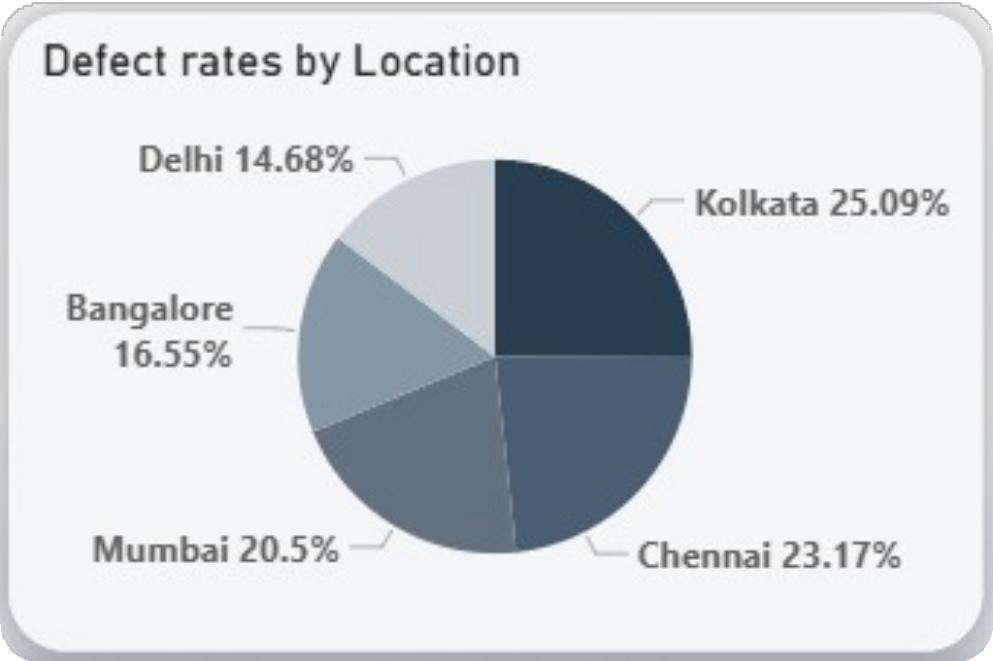 Defect rates by Location
Delhi 14.68%
Kolkata 25.09%
Bangalore
16.55%
Mumbai 20.5%
Chennai 23.17%